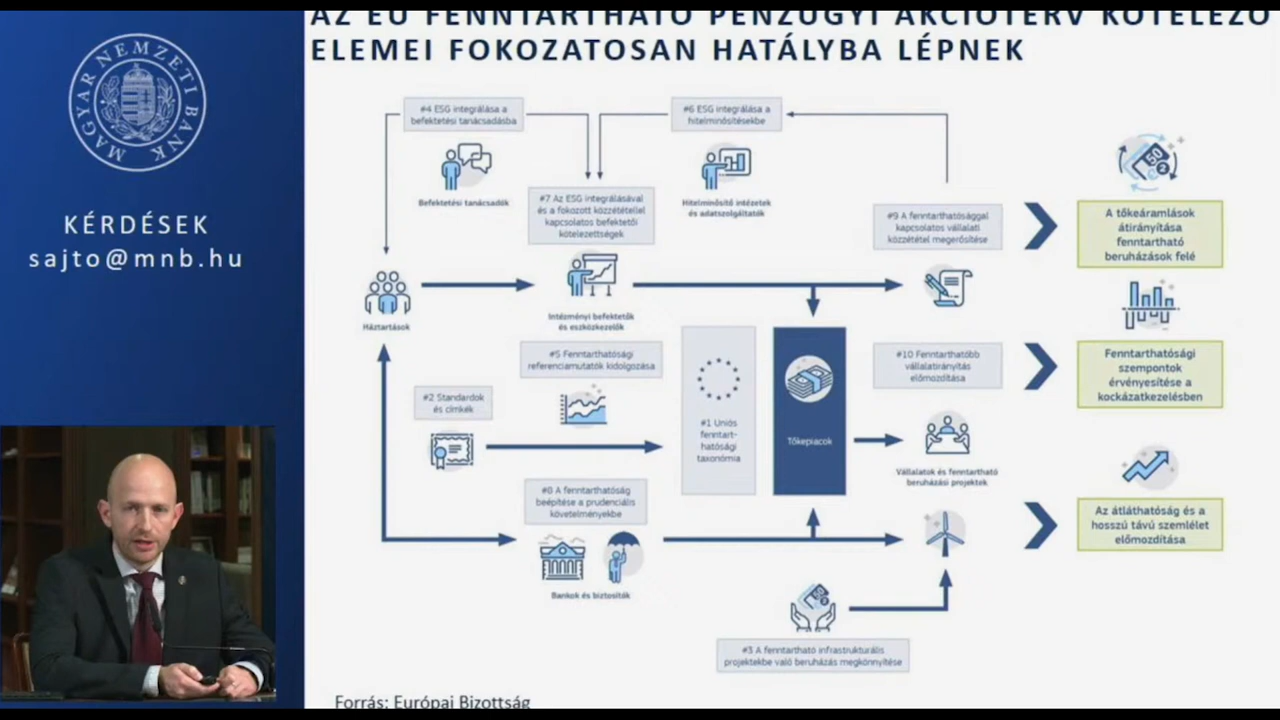 MAGYAR NEMZETI BANK
KÉRDÉSEK
sajto@mnb.hu
AZ EU FENNTARTHATÓ PÉNZÜGYI AKCIÓTERV KÖTELEZŐ
ELEMEI FOKOZATOSAN HATÁLYBA LÉPNEK
#4 ESG integrálása a
befektetési tanácsadásba
#6 ESG integrálása a
hitelminősítésekbe
Befektetési tanácsadók
#7 Az ESG integrálásával
és a fokozott közzététellel
kapcsolatos befektetői
kötelezettségek
Hitelminősítő intézetek
és adatszolgáltatók
#9 A fenntarthatósággal
kapcsolatos vállalati
közzététel megerősítése
A tőkeáramlások
átirányítása
fenntartható
beruházások felé
Háztartások
Intézményi befektetők
és eszközkezelők
#5 Fenntarthatósági
referenciamutatók kidolgozása
#10 Fenntarthatóbb
vállalatirányítás
előmozdítása
Fenntarthatósági
szempontok
érvényesítése a
kockázatkezelésben
#2 Standardok
és címkék
#1 Uniós
fenntart-
hatósági
taxonómia
Tőkepiacok
Vállalatok és fenntartható
beruházási projektek
#8 A fenntarthatóság
beépítése a prudenciális
követelményekbe
Az átláthatóság és a
hosszú távú szemlélet
előmozdítása
Bankok és biztosítók
#3 A fenntartható infrastrukturális
projektekbe való beruházás megkönnyítése
Forrás: Európai Bizottság